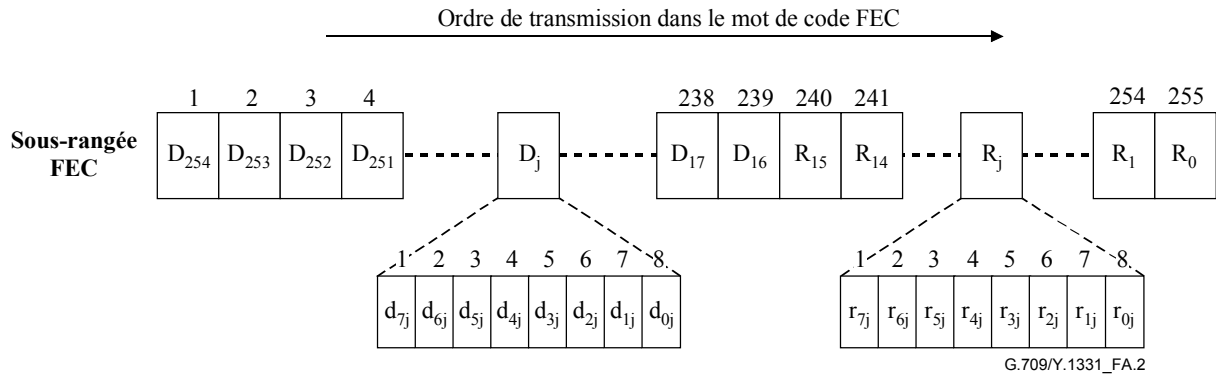 Ordre de transmission dans le mot de code FEC
1 2 3 4 238 239 240 241 254 255
Sous-rangée
FEC
D254 D253 D252 D251 Dj D17 D16 R15 R14 Rj R1 R0
1 2 3 4 5 6 7 8 1 2 3 4 5 6 7 8
d7j d6j d5j d4j d3j d2j d1j d0j r7j r6j r5j r4j r3j r2j r1j r0j
G.709/Y.1331_FA.2